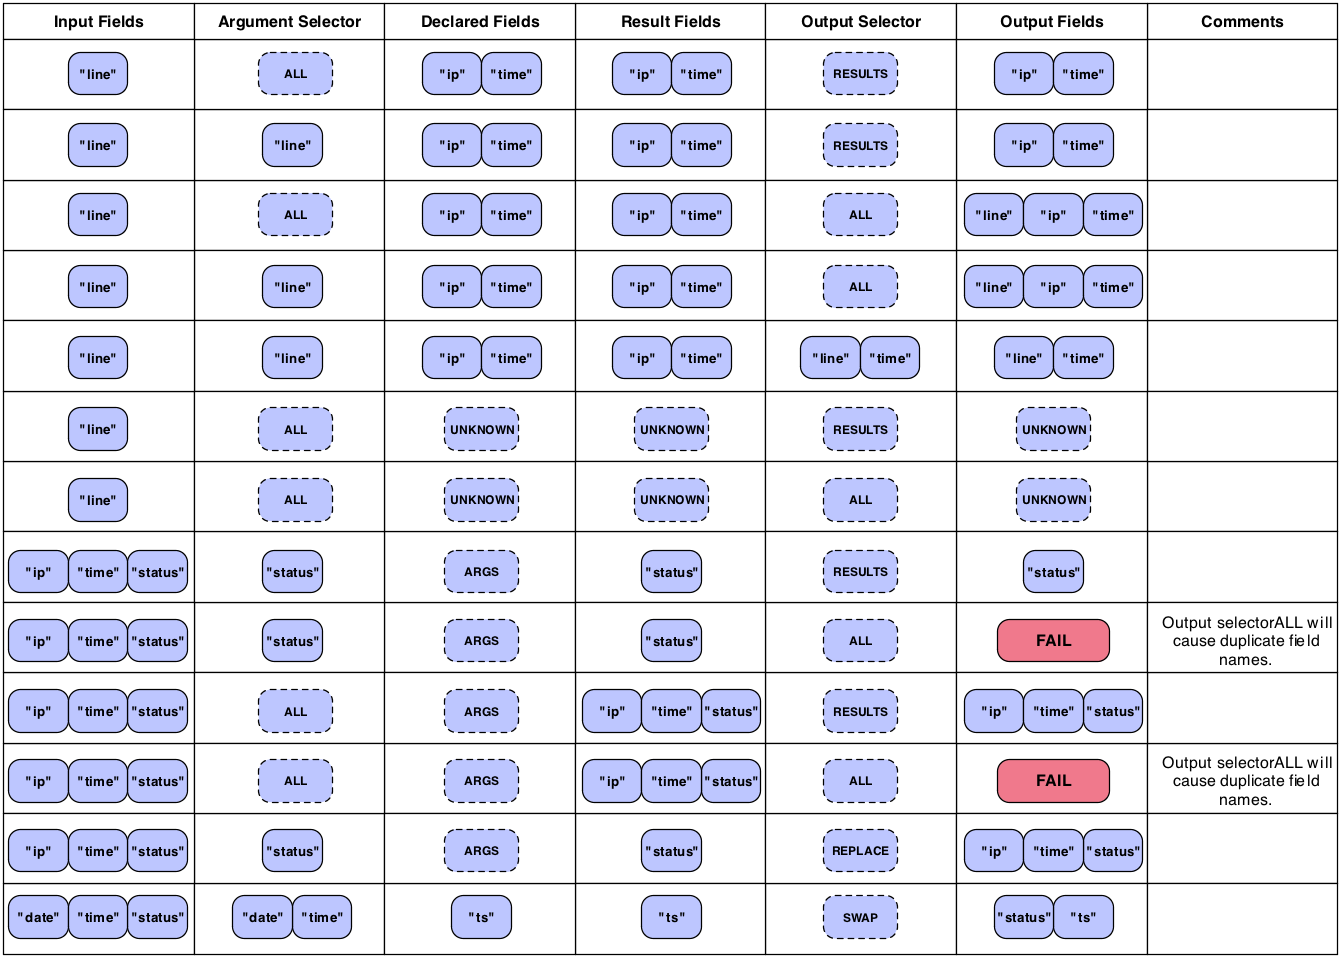 Input Fields Argument Selector Declared Fields Result Fields Output Selector Output Fields Comments
"line" ALL "ip" "time" "ip" "time" RESULTS "ip" "time"
"line" "line" "ip" "time" "ip" "time" RESULTS "ip" "time"
"line" ALL "ip" "time" "ip" "time" ALL "line" "ip" "time"
"line" "line" "ip" "time" "ip" "time" ALL "line" "ip" "time"
"line" "line" "ip" "time" "ip" "time" "line" "time" "line" "time"
"line" ALL UNKNOWN UNKNOWN RESULTS UNKNOWN
"line" ALL UNKNOWN UNKNOWN ALL UNKNOWN
"ip" "time" "status" "status" ARGS "status" RESULTS "status"
"ip" "time" "status" "status" ARGS "status" ALL FAIL Output selectorALL will
cause duplicate field
names.
"ip" "time" "status" ALL ARGS "ip" "time" "status" RESULTS "ip" "time" "status"
"ip" "time" "status" ALL ARGS "ip" "time" "status" ALL FAIL Output selectorALL will
cause duplicate field
names.
"ip" "time" "status" "status" ARGS "status" REPLACE "ip" "time" "status"
"date" "time" "status" "date" "time" "ts" "ts" SWAP "status" "ts"